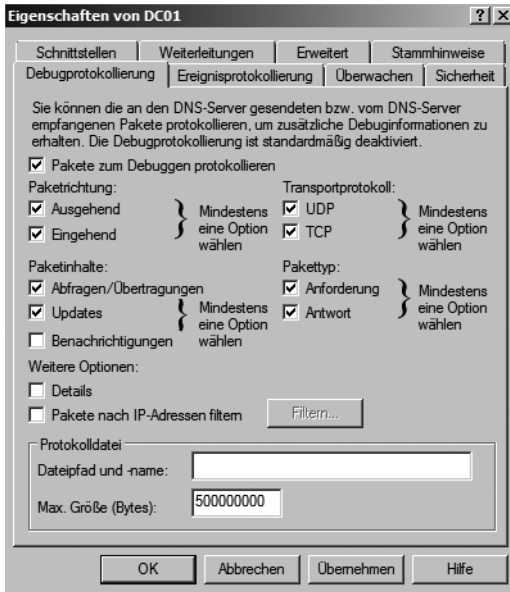 Eigenschaften von DC01
Schnittstellen Weiterleitungen Erweitert Stammhinweise
Debugprotokollierung Ereignisprotokollierung Überwachen Sicherheit
Sie können die an den DNS-Server gesendeten bzw. vom DNS-Server
empfangenen Pakete protokollieren, um zusätzliche Debuginformationen zu
erhalten. Die Debugprotokollierung ist standardmäßig deaktiviert.
Pakete zum Debuggen protokollieren
Paketrichtung:
Ausgehend
Eingehend
Mindestens
eine Option
wählen
Transportprotokoll:
UDP
TCP
Mindestens
eine Option
wählen
Paketinhalte:
Abfragen/Übertragungen
Updates
Benachrichtigungen
Mindestens
eine Option
wählen
Pakettyp:
Anforderung
Antwort
Mindestens
eine Option
wählen
Weitere Optionen:
Details
Pakete nach IP-Adressen filtern Filtern...
Protokolldatei
Dateipfad und -name:
Max. Größe (Bytes): 500000000
OK Abbrechen Übernehmen Hilfe